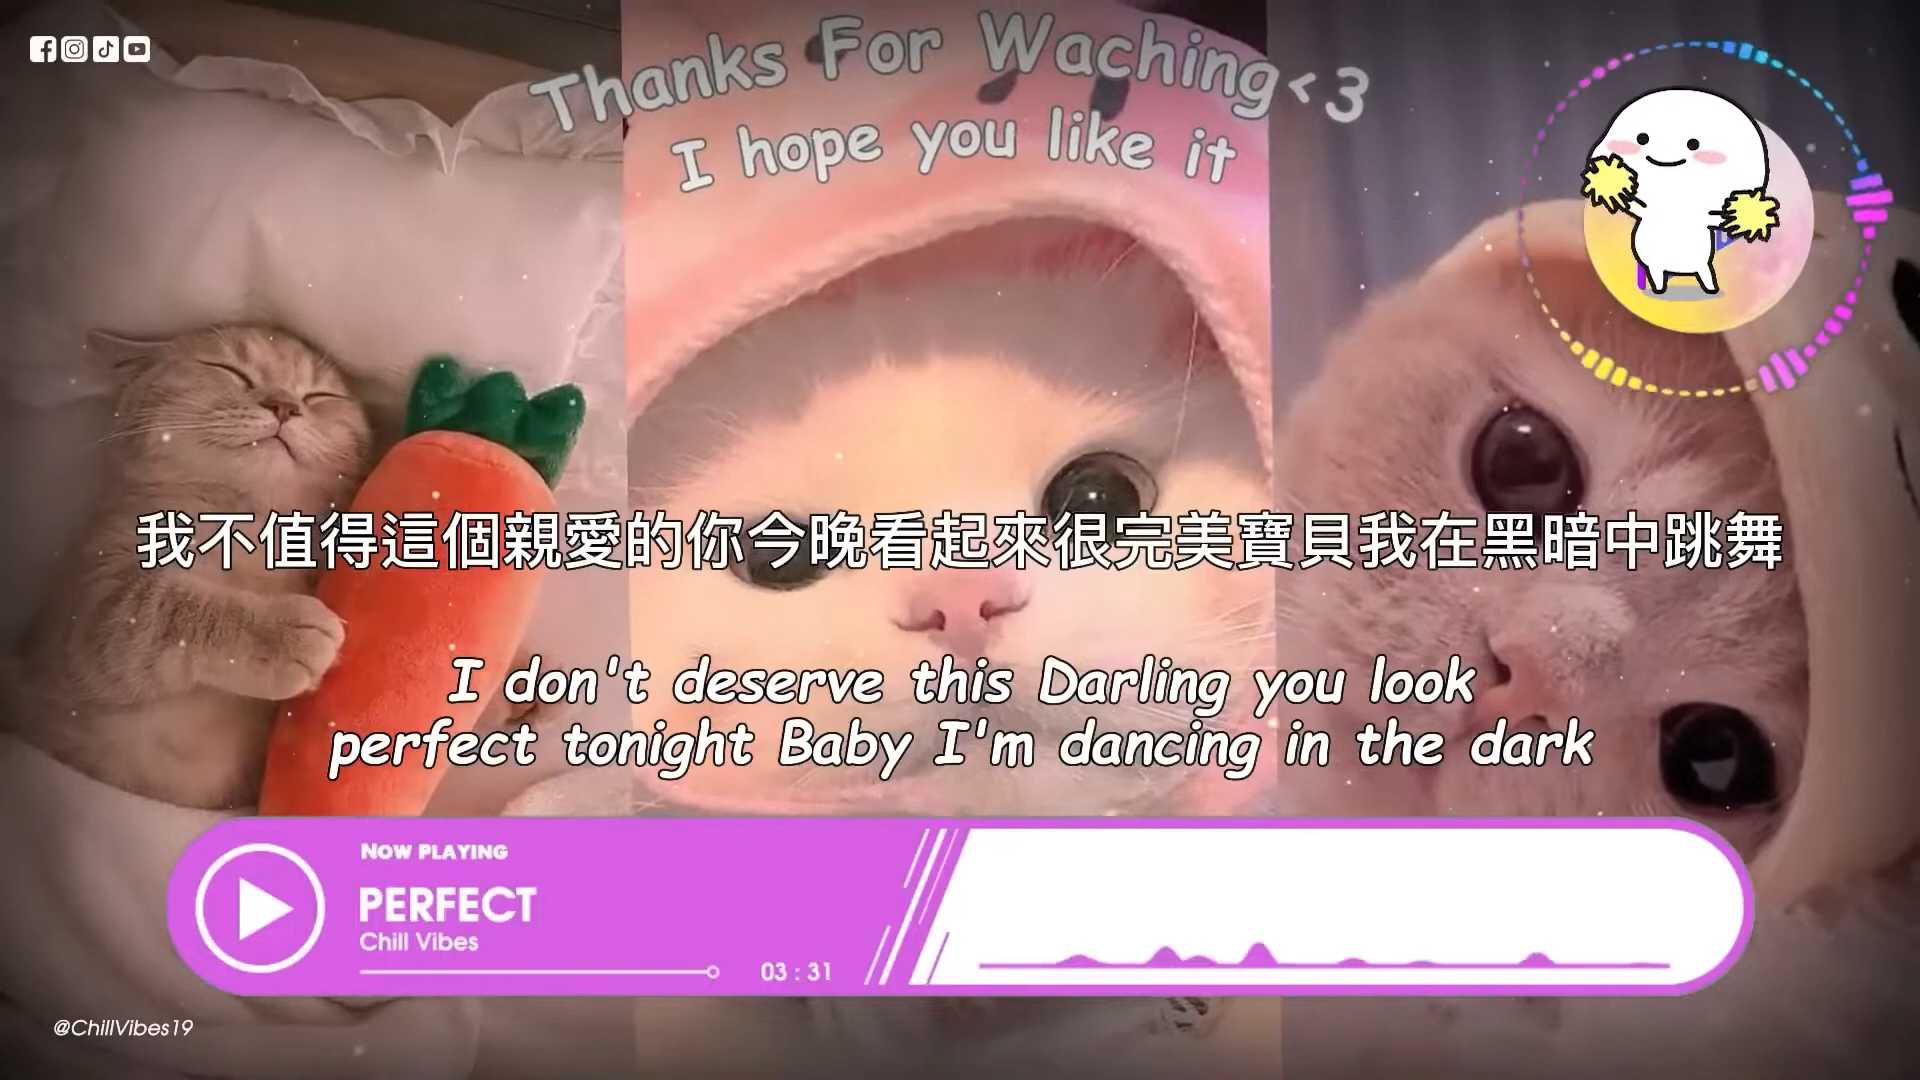 Thanks For Waching<3
I hope you like it
我不值得這個親愛的你今晚看起來很完美寶貝我在黑暗中跳舞
I don't deserve this Darling you look
perfect tonight Baby I'm dancing in the dark
NOW PLAYING
PERFECT
Chill Vibes
03 : 31
@ChillVibes19